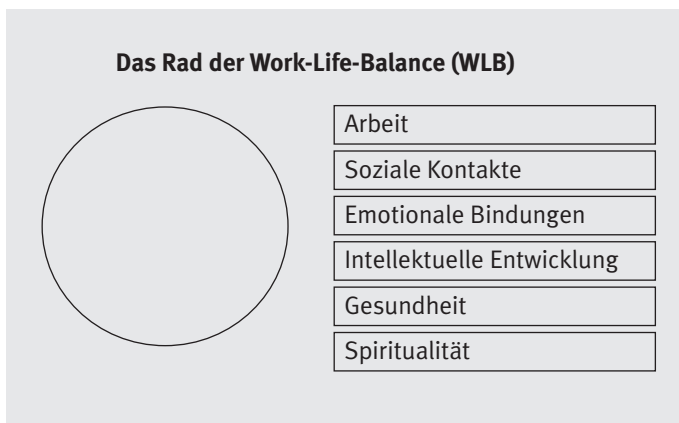 Das Rad der Work-Life-Balance (WLB)
Arbeit
Soziale Kontakte
Emotionale Bindungen
Intellektuelle Entwicklung
Gesundheit
Spiritualität